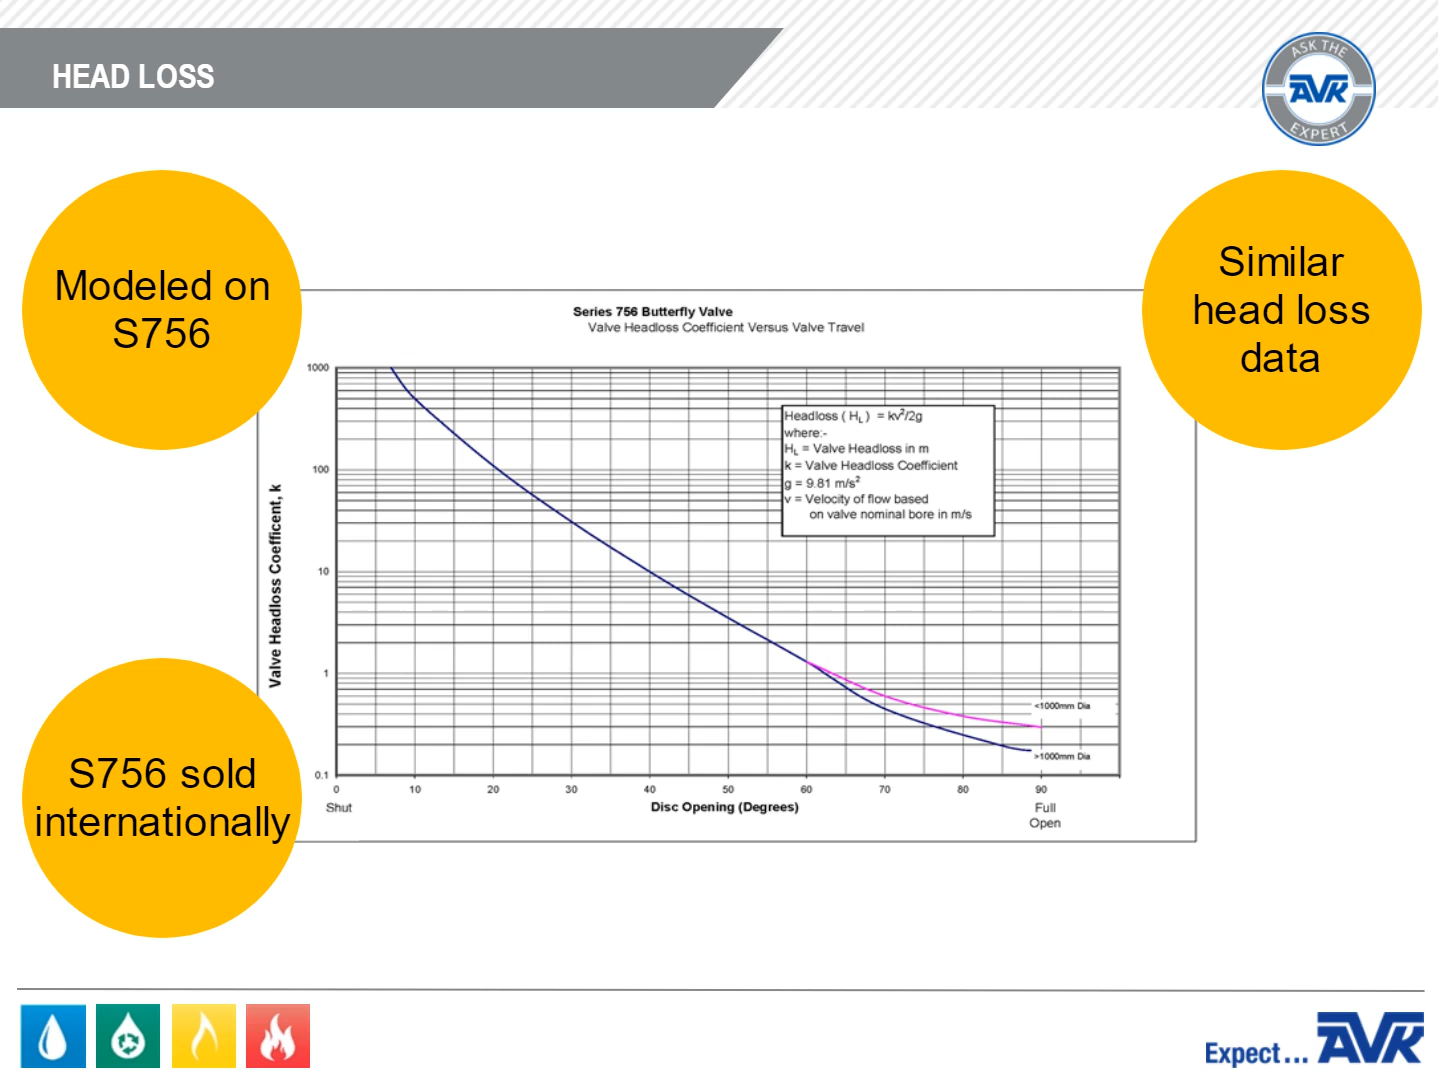 HEAD LOSS
ASK THE
AVK
EXPERT
Modeled on
S756
Similar
head loss
data
S756 sold
internationally
Series 756 Butterfly Valve
Valve Headloss Coefficient Versus Valve Travel
Valve Headloss Coefficent, k
1000
100
10
1
0.1
Headloss ( HL ) = kv²/2g
where:-
HL = Valve Headloss in m
k = Valve Headloss Coefficient
g = 9.81 m/s²
v = Velocity of flow based
on valve nominal bore in m/s
<1000mm Dia
>1000mm Dia
0 10 20 30 40 50 60 70 80 90
Shut
Disc Opening (Degrees)
Full
Open
Expect... AVK